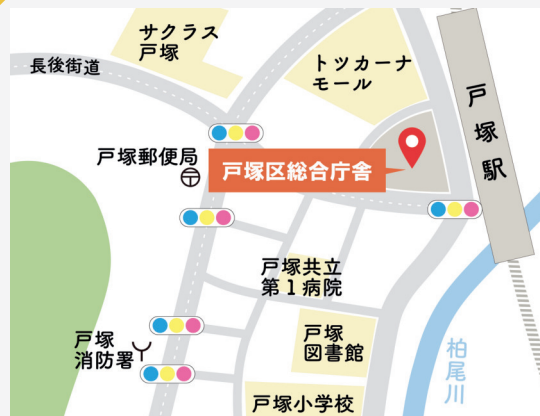 サクラス
戸塚
長後街道
トツカーナ
モール
戸塚駅
戸塚郵便局
戸塚区総合庁舎
戸塚共立
第1病院
戸塚
消防署
戸塚
図書館
柏尾川
戸塚小学校